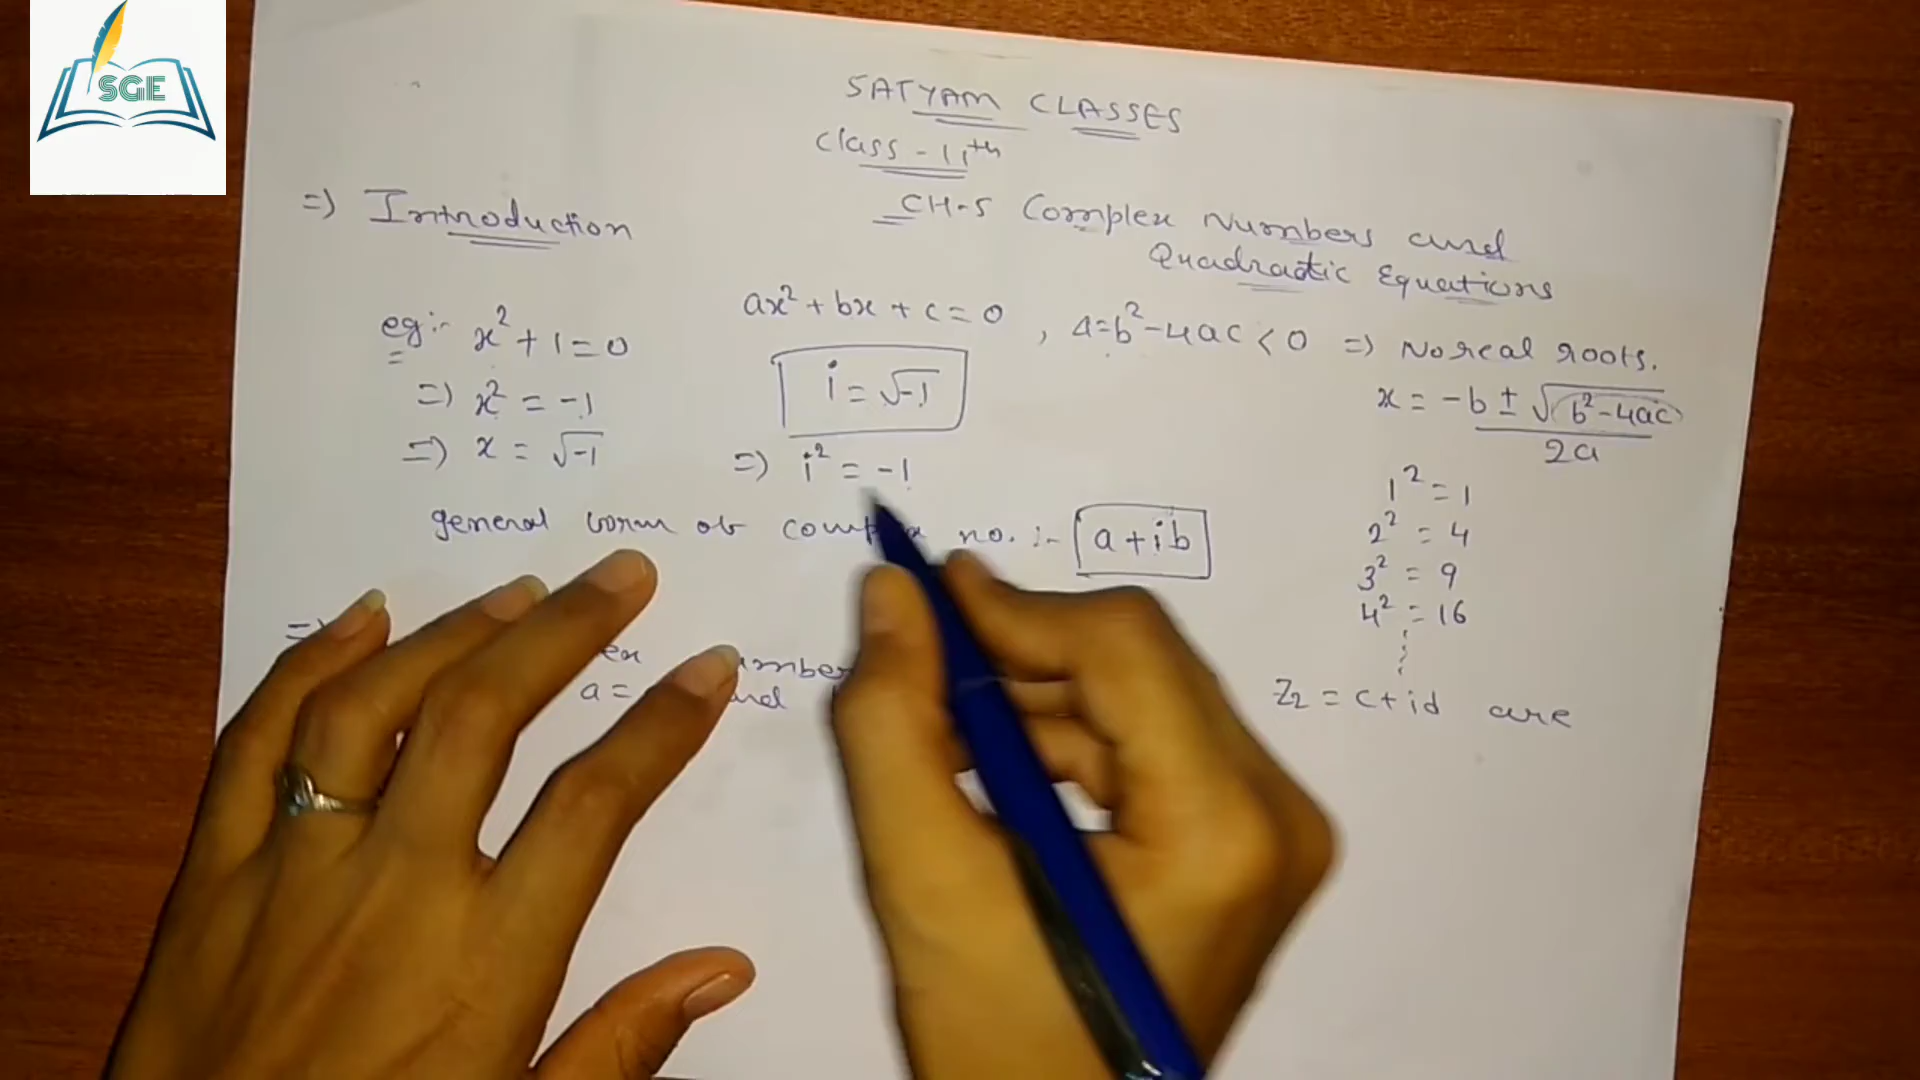 SGE
SATYAM CLASSES
Class - 11th
=) Introduction
CH-5 Complex Numbers and
Quadratic Equations
eg:- x² + 1 = 0
=) x² = -1
=) x = √-1
ax² + bx + c = 0 , Δ=b²-4ac < 0 =) No real roots.
i = √-1
=) i² = -1
x = -b ± √b²-4ac
2a
general form of no. :- a + ib
1² = 1
2² = 4
3² = 9
4² = 16
=)
a =
Z₂ = c + id are